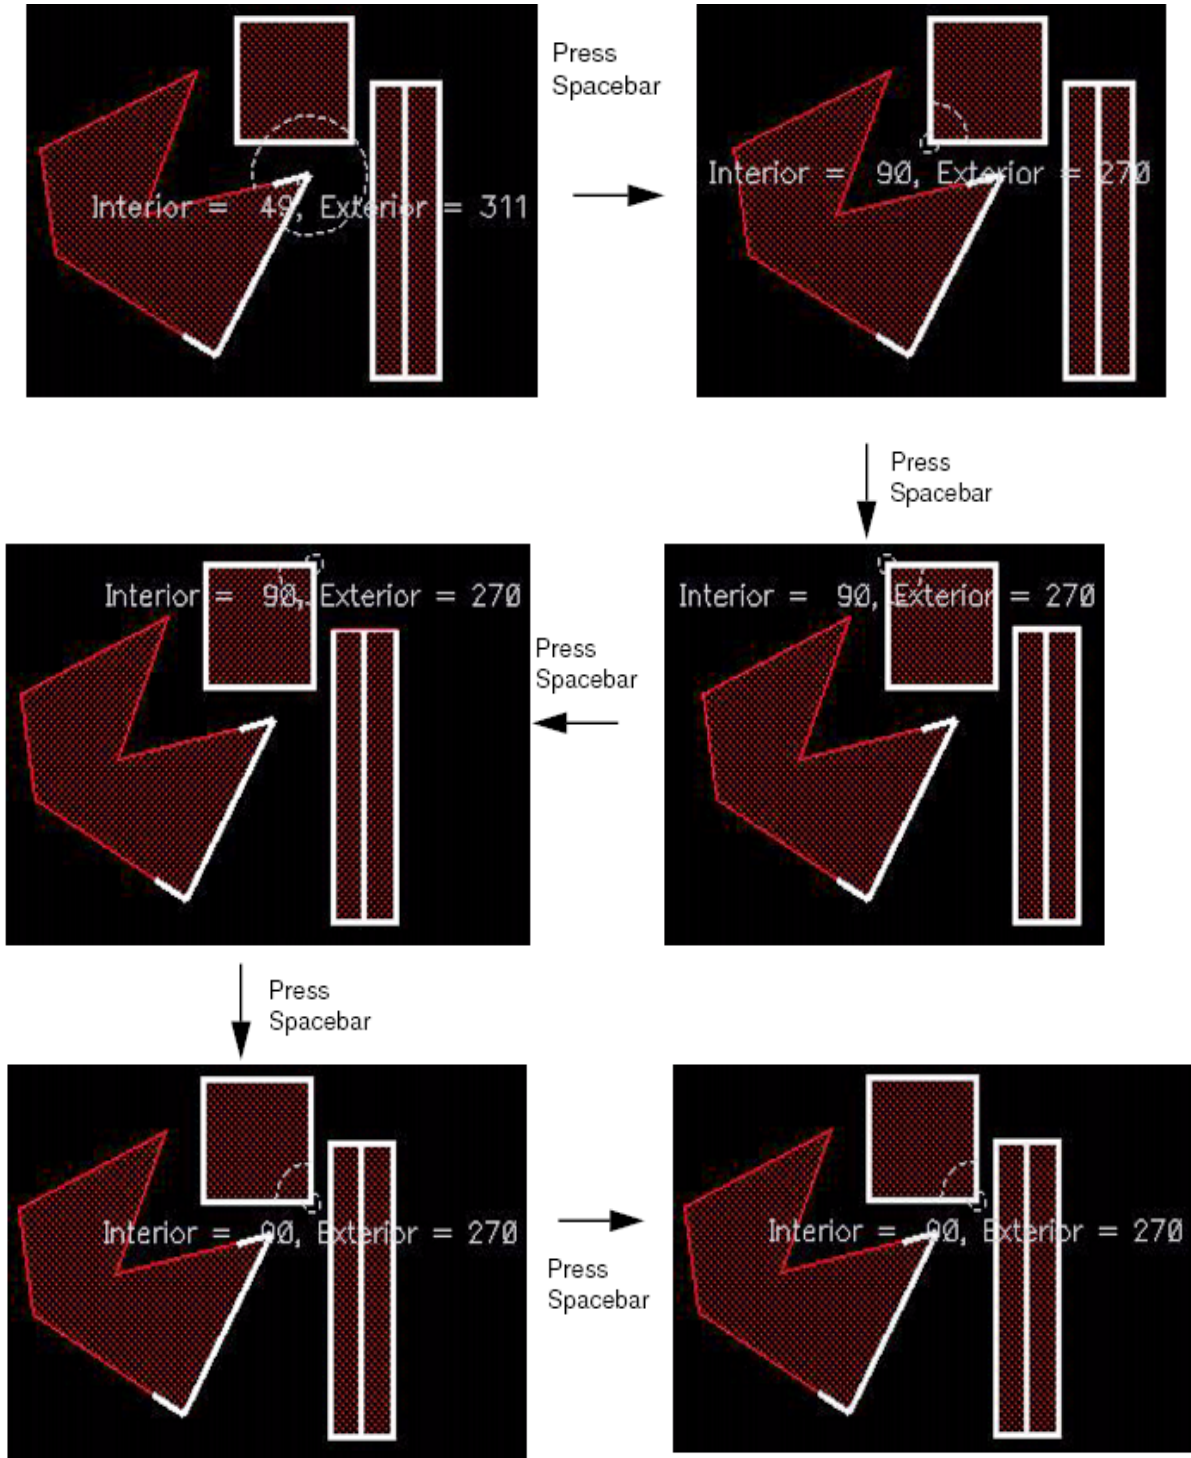 Press
Spacebar
Interior = 49, Exterior = 311
Interior = 90, Exterior = 270
Press
Spacebar
Interior = 90, Exterior = 270
Press
Spacebar
Interior = 90, Exterior = 270
Press
Spacebar
Interior = 90, Exterior = 270
Press
Spacebar
Interior = 90, Exterior = 270